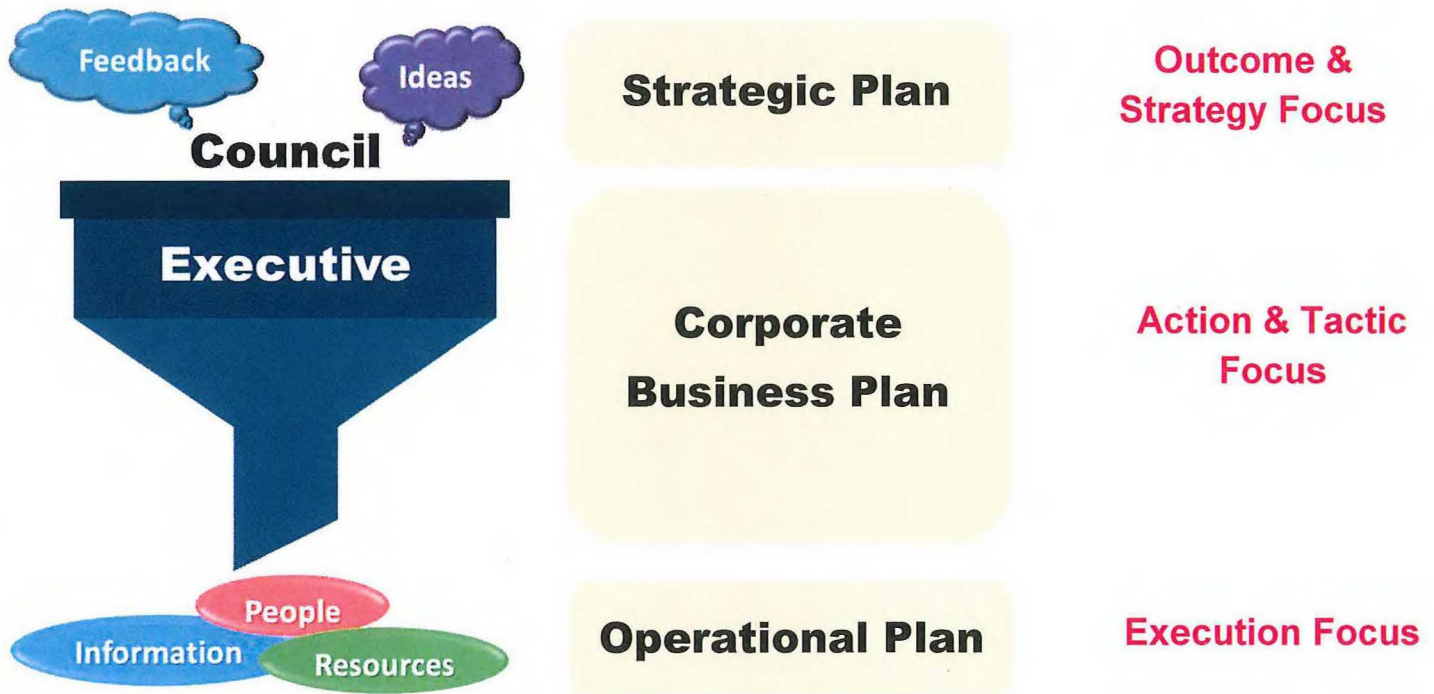 Feedback
Ideas
Council
Executive
People
Information
Resources
Strategic Plan
Corporate
Business Plan
Operational Plan
Outcome &
Strategy Focus
Action & Tactic
Focus
Execution Focus